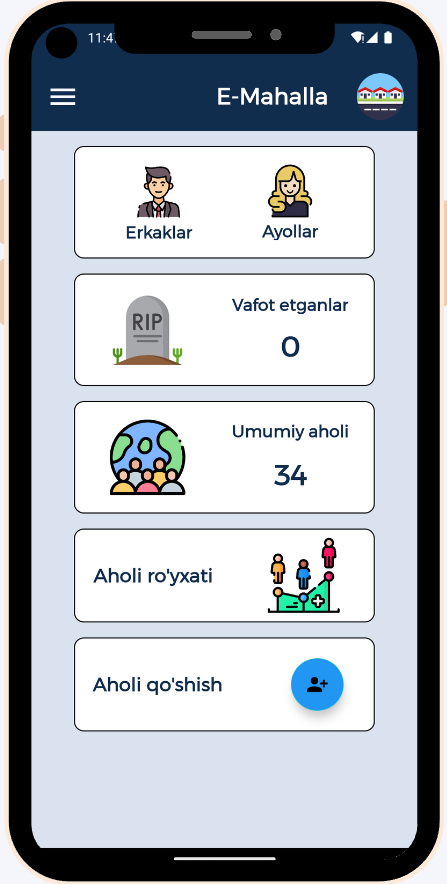 E-Mahalla
Erkaklar
Ayollar
RIP
Vafot etganlar
0
Umumiy aholi
34
Aholi ro'yxati
Aholi qo'shish